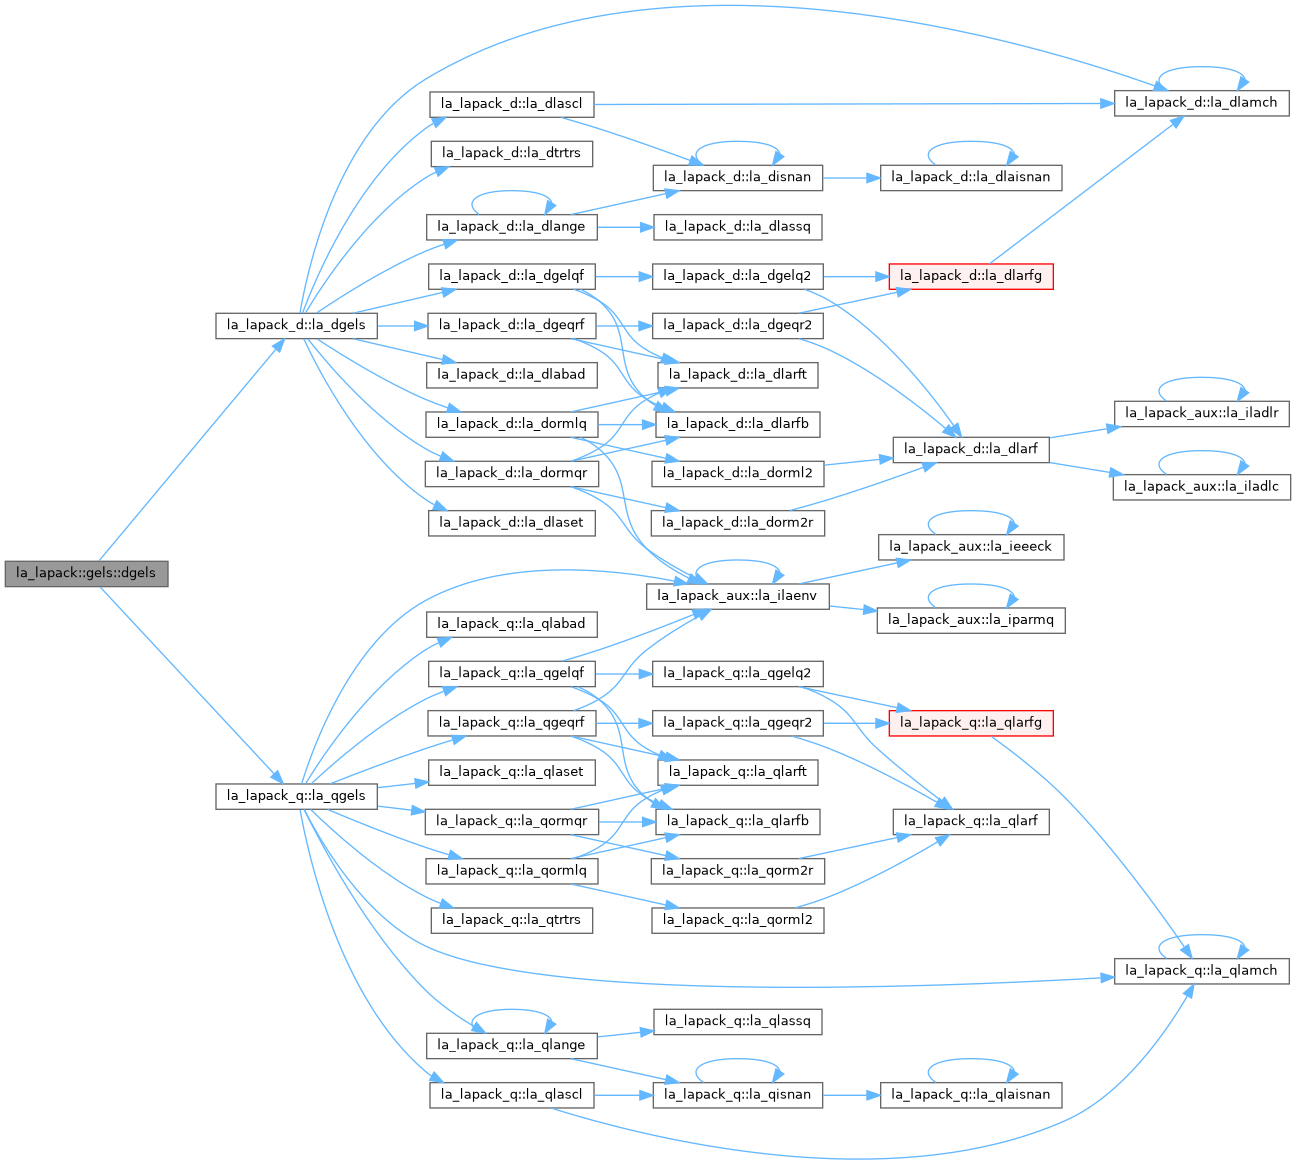 la_lapack::gels::dgels
la_lapack_d::la_dgels
la_lapack_q::la_qgels
la_lapack_d::la_dlascl
la_lapack_d::la_dtrtrs
la_lapack_d::la_dlange
la_lapack_d::la_dgelqf
la_lapack_d::la_dgeqrf
la_lapack_d::la_dlabad
la_lapack_d::la_dormlq
la_lapack_d::la_dormqr
la_lapack_d::la_dlaset
la_lapack_q::la_qlabad
la_lapack_q::la_qgelqf
la_lapack_q::la_qgeqrf
la_lapack_q::la_qlaset
la_lapack_q::la_qormqr
la_lapack_q::la_qormlq
la_lapack_q::la_qtrtrs
la_lapack_q::la_qlange
la_lapack_q::la_qlascl
la_lapack_d::la_disnan
la_lapack_d::la_dlassq
la_lapack_d::la_dgelq2
la_lapack_d::la_dgeqr2
la_lapack_d::la_dlarft
la_lapack_d::la_dlarfb
la_lapack_d::la_dorml2
la_lapack_d::la_dorm2r
la_lapack_aux::la_ilaenv
la_lapack_q::la_qgelq2
la_lapack_q::la_qgeqr2
la_lapack_q::la_qlarft
la_lapack_q::la_qlarfb
la_lapack_q::la_qorm2r
la_lapack_q::la_qorml2
la_lapack_q::la_qlassq
la_lapack_q::la_qisnan
la_lapack_d::la_dlaisnan
la_lapack_d::la_dlarfg
la_lapack_d::la_dlarf
la_lapack_aux::la_ieeeck
la_lapack_aux::la_iparmq
la_lapack_q::la_qlarfg
la_lapack_q::la_qlarf
la_lapack_q::la_qlaisnan
la_lapack_d::la_dlamch
la_lapack_aux::la_iladlr
la_lapack_aux::la_iladlc
la_lapack_q::la_qlamch